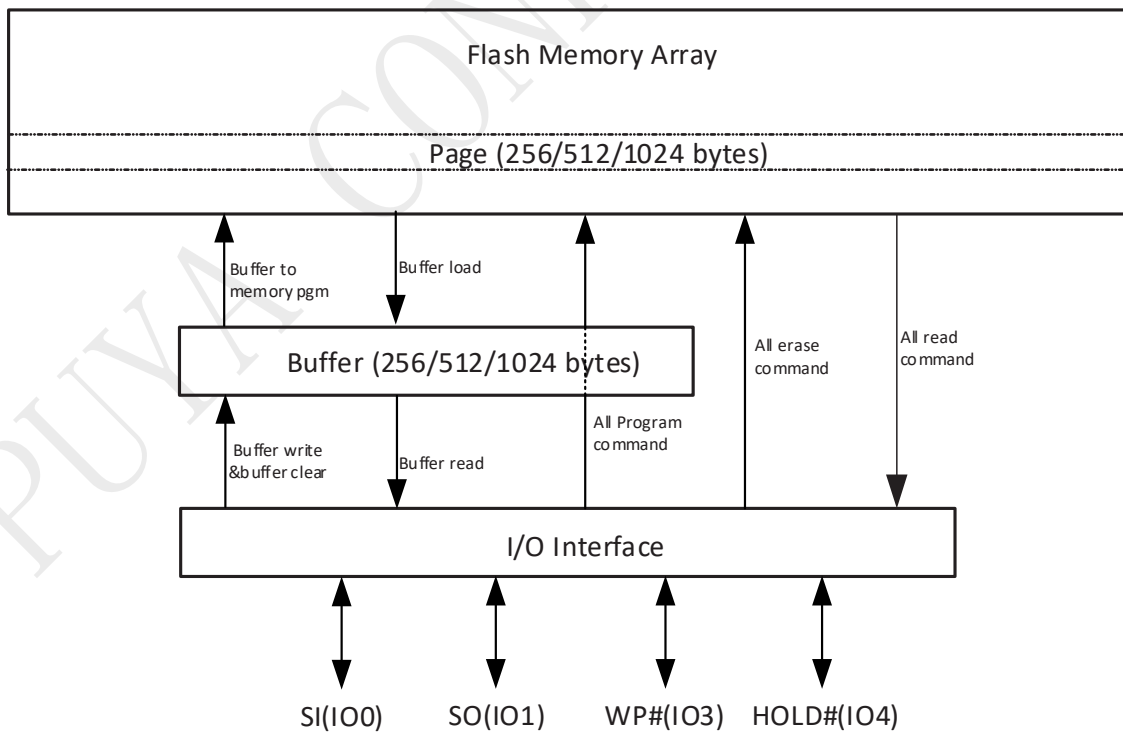 Flash Memory Array
Page (256/512/1024 bytes)
Buffer to
memory pgm
Buffer load
All erase
command
All read
command
Buffer (256/512/1024 bytes)
Buffer write
&buffer clear
Buffer read
All Program
command
I/O Interface
SI(IO0)
SO(IO1)
WP#(IO3)
HOLD#(IO4)
PUYA CON